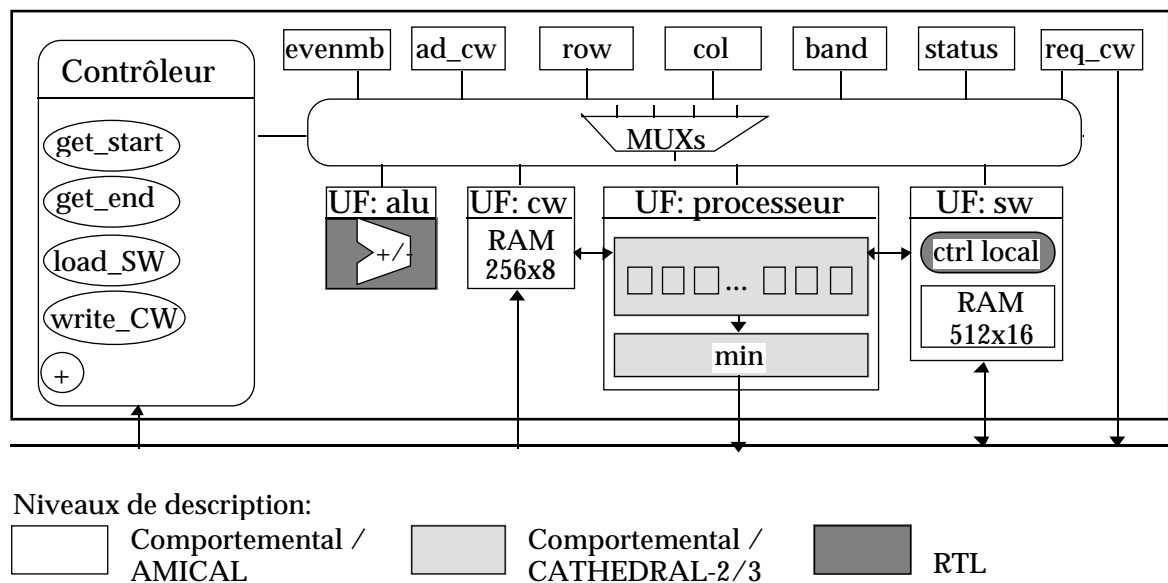 Contrôleur
get_start
get_end
load_SW
write_CW
+
evenmb
ad_cw
row
col
band
status
req_cw
MUXs
UF: alu
+/-
UF: cw
RAM
256x8
UF: processeur
...
min
UF: sw
ctrl local
RAM
512x16
Niveaux de description:
Comportemental /
AMICAL
Comportemental /
CATHEDRAL-2/3
RTL